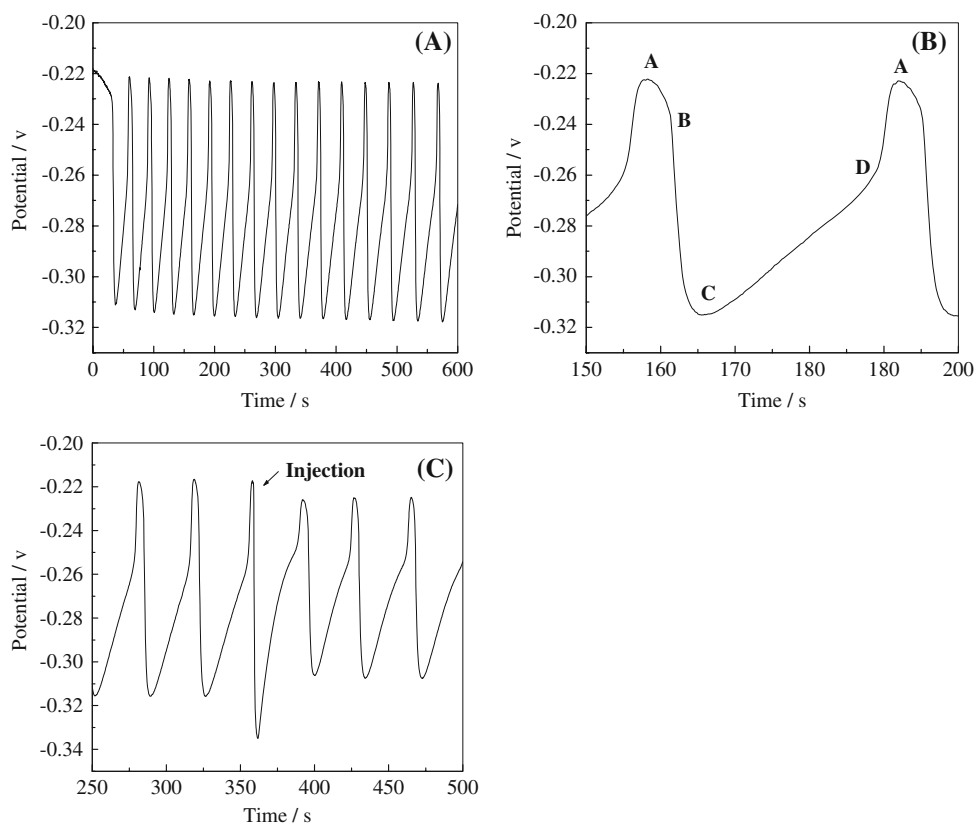 (A)
-0.20
-0.22
-0.24
-0.26
-0.28
-0.30
-0.32
Potential / v
0 100 200 300 400 500 600
Time / s
(B)
-0.20
-0.22
-0.24
-0.26
-0.28
-0.30
-0.32
Potential / v
A
B
C
D
A
150 160 170 180 200
Time / s
(C)
-0.20
-0.22
-0.24
-0.26
-0.28
-0.30
-0.32
-0.34
Potential / v
Injection
250 300 350 400 450 500
Time / s